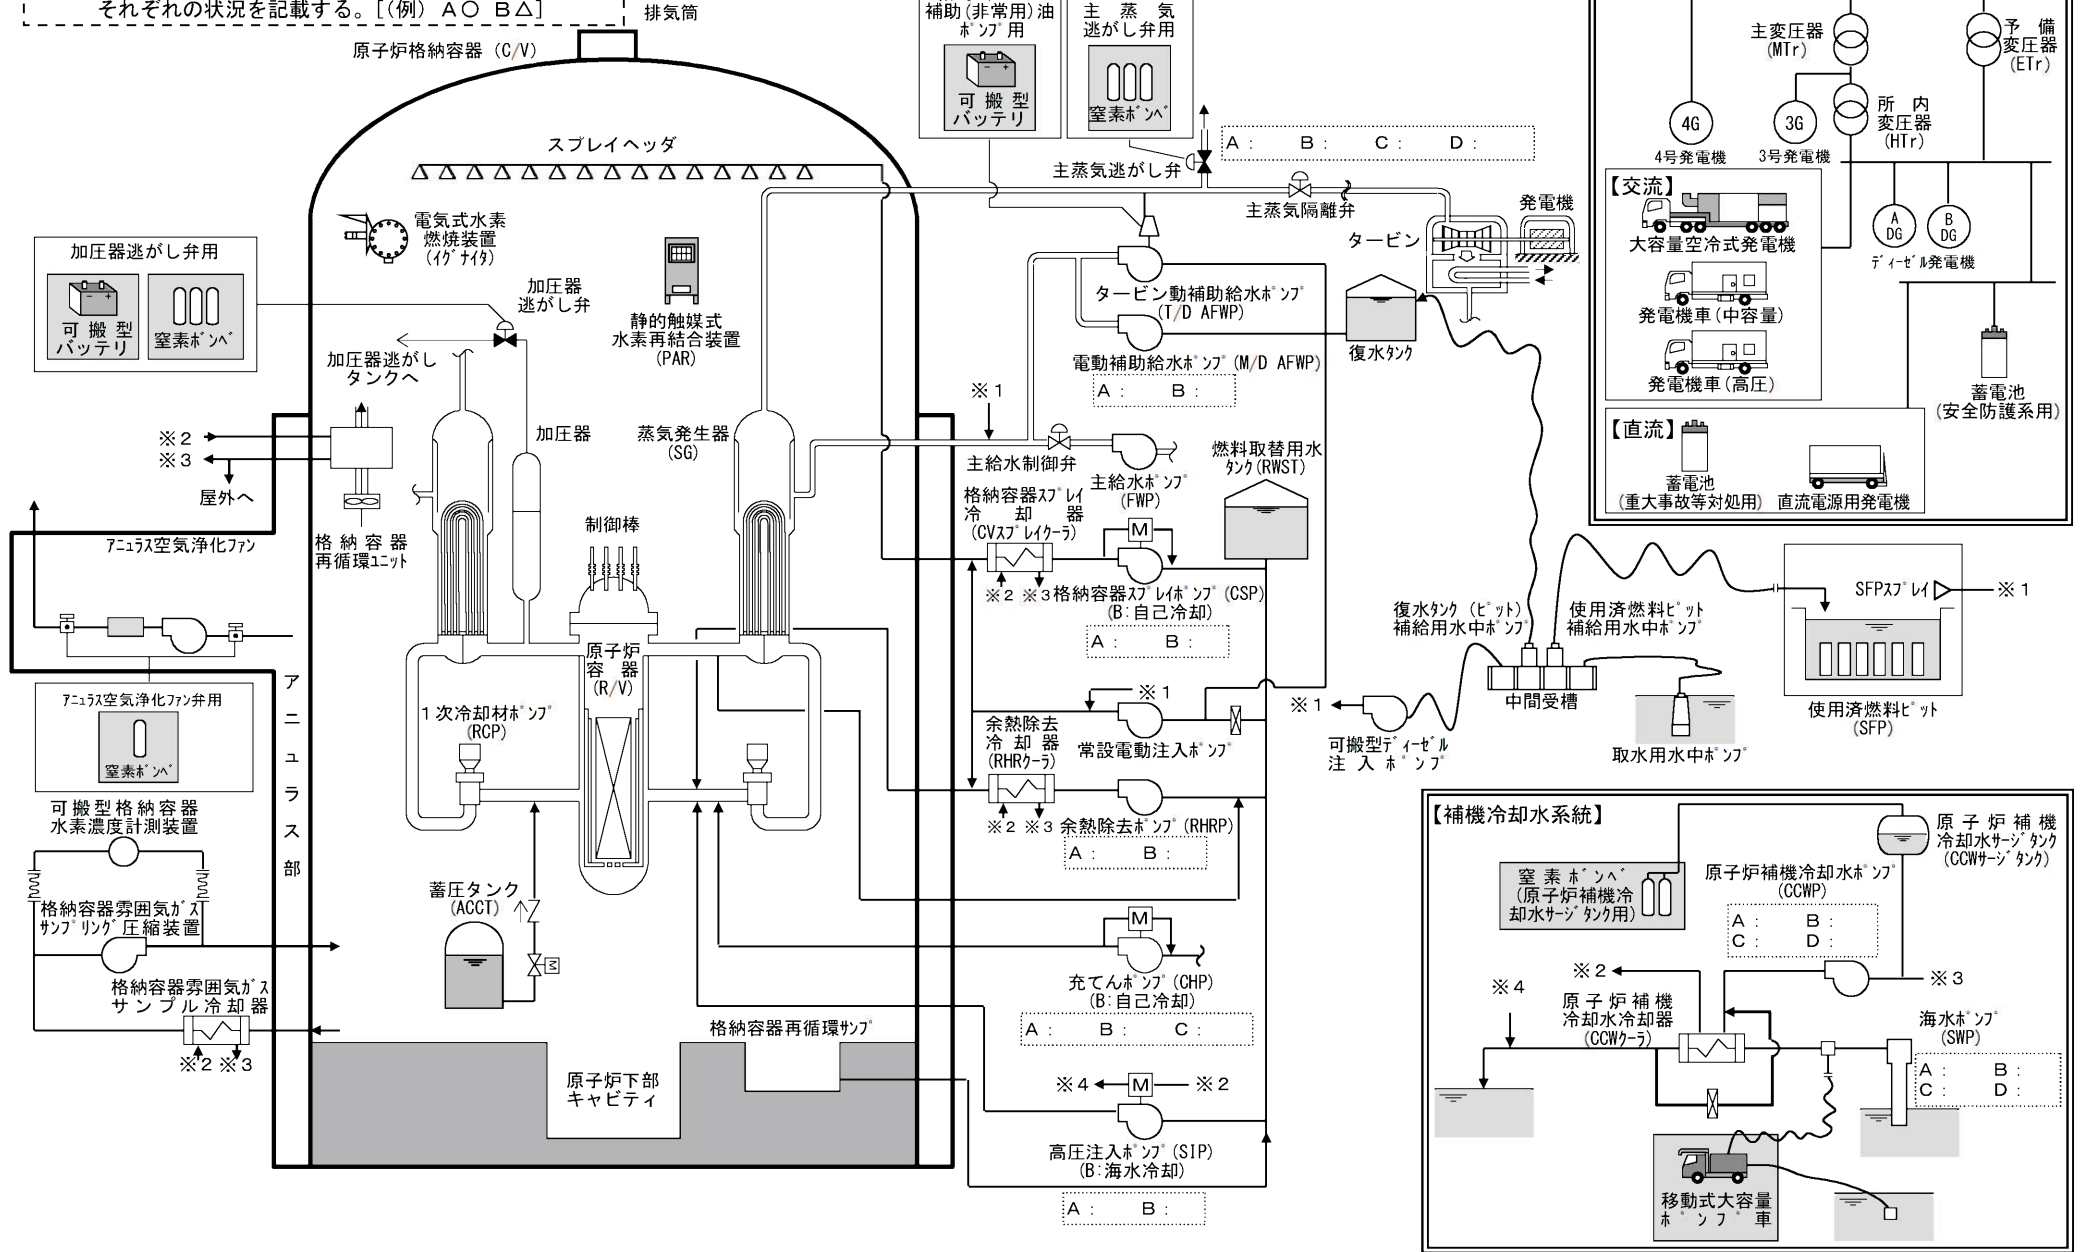 それぞれの状況を記載する。[(例) A○ B△]
排気筒
原子炉格納容器 (C/V)
スプレイヘッダ
電気式水素
燃焼装置
(イグナイタ)
加圧器逃がし弁用
可搬型
バッテリ
窒素ボンベ
加圧器
逃がし弁
静的触媒式
水素再結合装置
(PAR)
加圧器逃がし
タンクへ
※2
※3
屋外へ
加圧器
蒸気発生器
(SG)
アニュラス空気浄化ファン
格納容器
再循環ユニット
制御棒
原子炉
容器
(R/V)
アニュラス空気浄化ファン弁用
窒素ボンベ
アニュラス部
1次冷却材ポンプ
(RCP)
可搬型格納容器
水素濃度計測装置
格納容器雰囲気ガス
サンプリング圧縮装置
格納容器雰囲気ガス
サンプル冷却器
※2 ※3
蓄圧タンク
(ACCT)
M
格納容器再循環サンプ
原子炉下部
キャビティ
補助(非常用)油
ポンプ用
可搬型
バッテリ
主蒸気
逃がし弁用
窒素ボンベ
A: B: C: D:
主蒸気逃がし弁
主蒸気隔離弁
発電機
タービン
タービン動補助給水ポンプ
(T/D AFWP)
復水タンク
電動補助給水ポンプ(M/D AFWP)
A: B:
※1
主給水制御弁
主給水ポンプ
(FWP)
燃料取替用水
タンク(RWST)
格納容器スプレイ
冷却器
(CVスプレイクーラ)
M
※2 ※3
格納容器スプレイポンプ(CSP)
(B:自己冷却)
A: B:
※1
常設電動注入ポンプ
余熱除去
冷却器
(RHRクーラ)
※2 ※3
余熱除去ポンプ(RHRP)
A: B:
M
充てんポンプ(CHP)
(B:自己冷却)
A: B: C:
※4
M
※2
高圧注入ポンプ(SIP)
(B:海水冷却)
A: B:
復水タンク (ピット)
補給用水中ポンプ
使用済燃料ピット
補給用水中ポンプ
SFPスプレイ
※1
※1
可搬型ディーゼル
注入ポンプ
中間受槽
取水用水中ポンプ
使用済燃料ピット
(SFP)
主変圧器
(MTr)
予備
変圧器
(ETr)
所内
変圧器
(HTr)
4G
4号発電機
3G
3号発電機
【交流】
大容量空冷式発電機
発電機車(中容量)
発電機車(高圧)
A
DG
B
DG
ディーゼル発電機
蓄電池
(安全防護系用)
【直流】
蓄電池
(重大事故等対処用)
直流電源用発電機
【補機冷却水系統】
原子炉補機
冷却水サージタンク
(CCWサージタンク)
窒素ボンベ
(原子炉補機冷
却水サージタンク用)
原子炉補機冷却水ポンプ
(CCWP)
A: B:
C: D:
※2
※3
※4
原子炉補機
冷却水冷却器
(CCWクーラ)
海水ポンプ
(SWP)
A: B:
C: D:
移動式大容量
ポンプ車